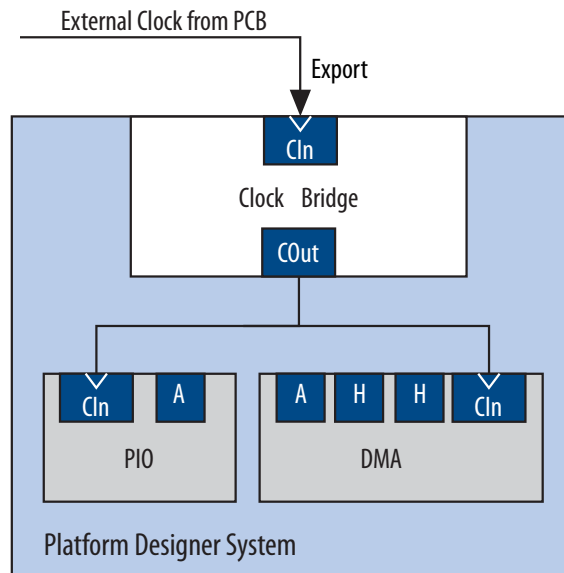 External Clock from PCB
Export
CIn
Clock Bridge
COut
CIn A
A H H CIn
PIO
DMA
Platform Designer System